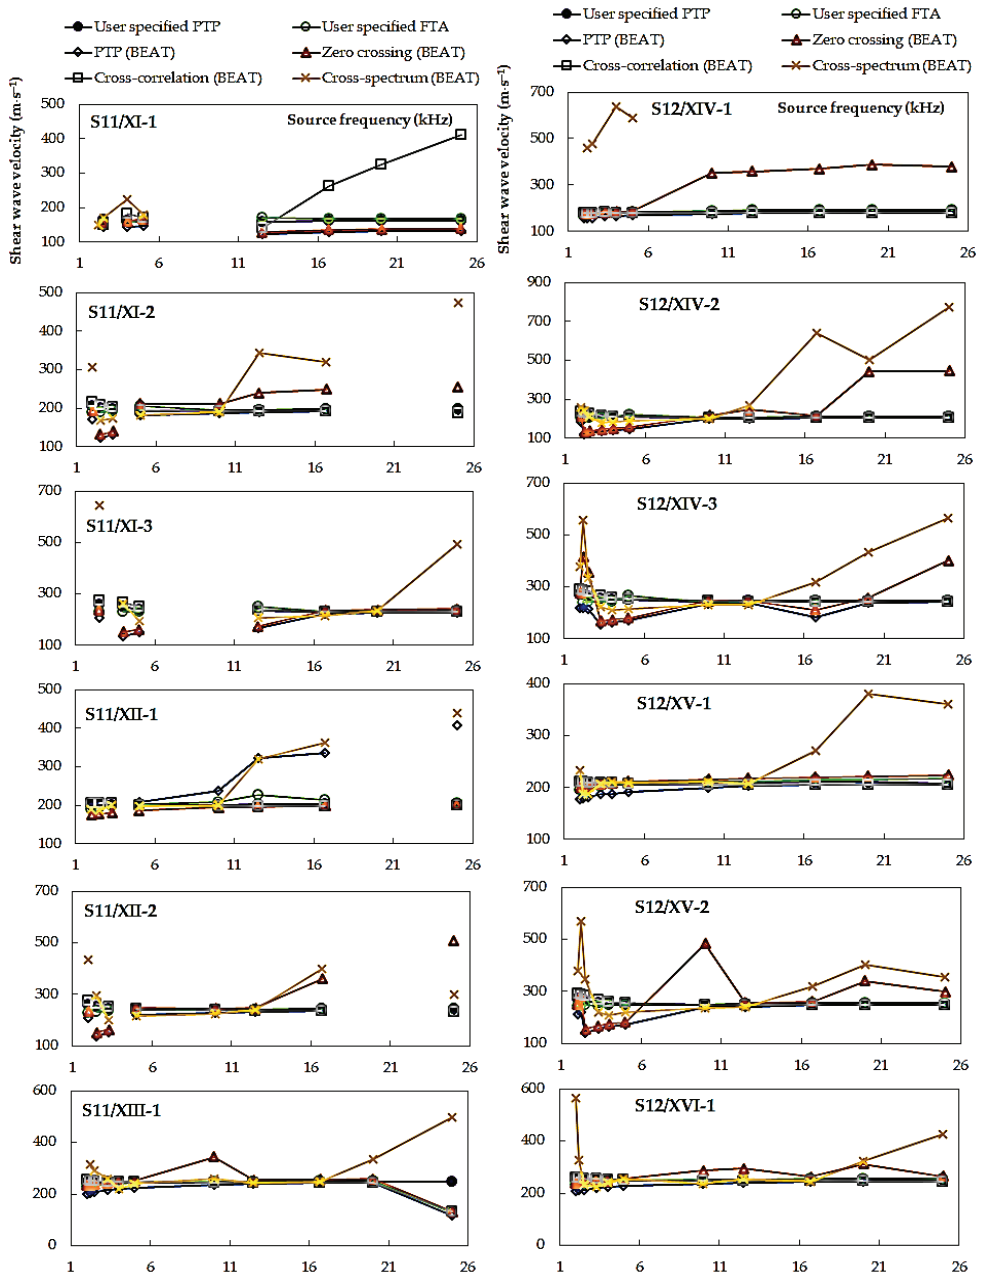 User specified PTP User specified FTA
PTP (BEAT) Zero crossing (BEAT)
Cross-correlation (BEAT) Cross-spectrum (BEAT)
Shear wave velocity (m·s⁻¹)
500
400
300
200
100
S11/XI-1
Source frequency (kHz)
1 6 11 16 21 26
500
400
300
200
100
S11/XI-2
1 6 11 16 21 26
700
500
300
100
S11/XI-3
1 6 11 16 21 26
500
400
300
200
100
S11/XII-1
1 6 11 16 21 26
700
500
300
100
S11/XII-2
1 6 11 16 21 26
600
400
200
0
S11/XIII-1
1 6 11 16 21 26
User specified PTP User specified FTA
PTP (BEAT) Zero crossing (BEAT)
Cross-correlation (BEAT) Cross-spectrum (BEAT)
Shear wave velocity (m·s⁻¹)
700
500
300
100
S12/XIV-1
Source frequency (kHz)
1 6 11 16 21 26
900
700
500
300
100
S12/XIV-2
1 6 11 16 21 26
700
500
300
100
S12/XIV-3
1 6 11 16 21 26
400
300
200
100
S12/XV-1
1 6 11 16 21 26
700
500
300
100
S12/XV-2
1 6 11 16 21 26
600
400
200
0
S12/XVI-1
1 6 11 16 21 26